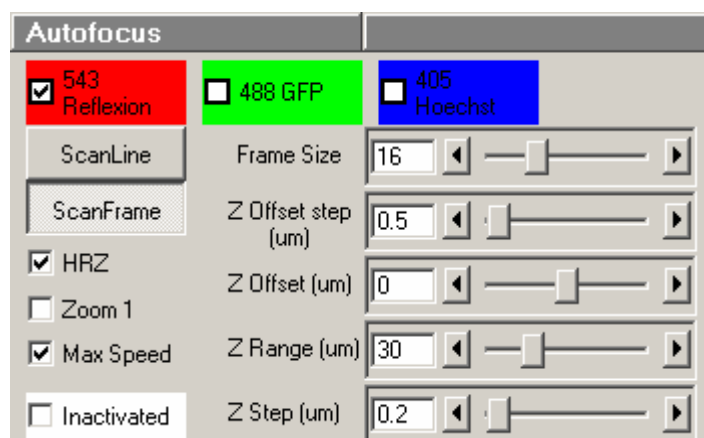 Autofocus
543
Reflexion
488 GFP
405
Hoechst
ScanLine
Frame Size
16
ScanFrame
Z Offset step
(um)
0.5
HRZ
Z Offset (um)
0
Zoom 1
Max Speed
Z Range (um)
30
Inactivated
Z Step (um)
0.2